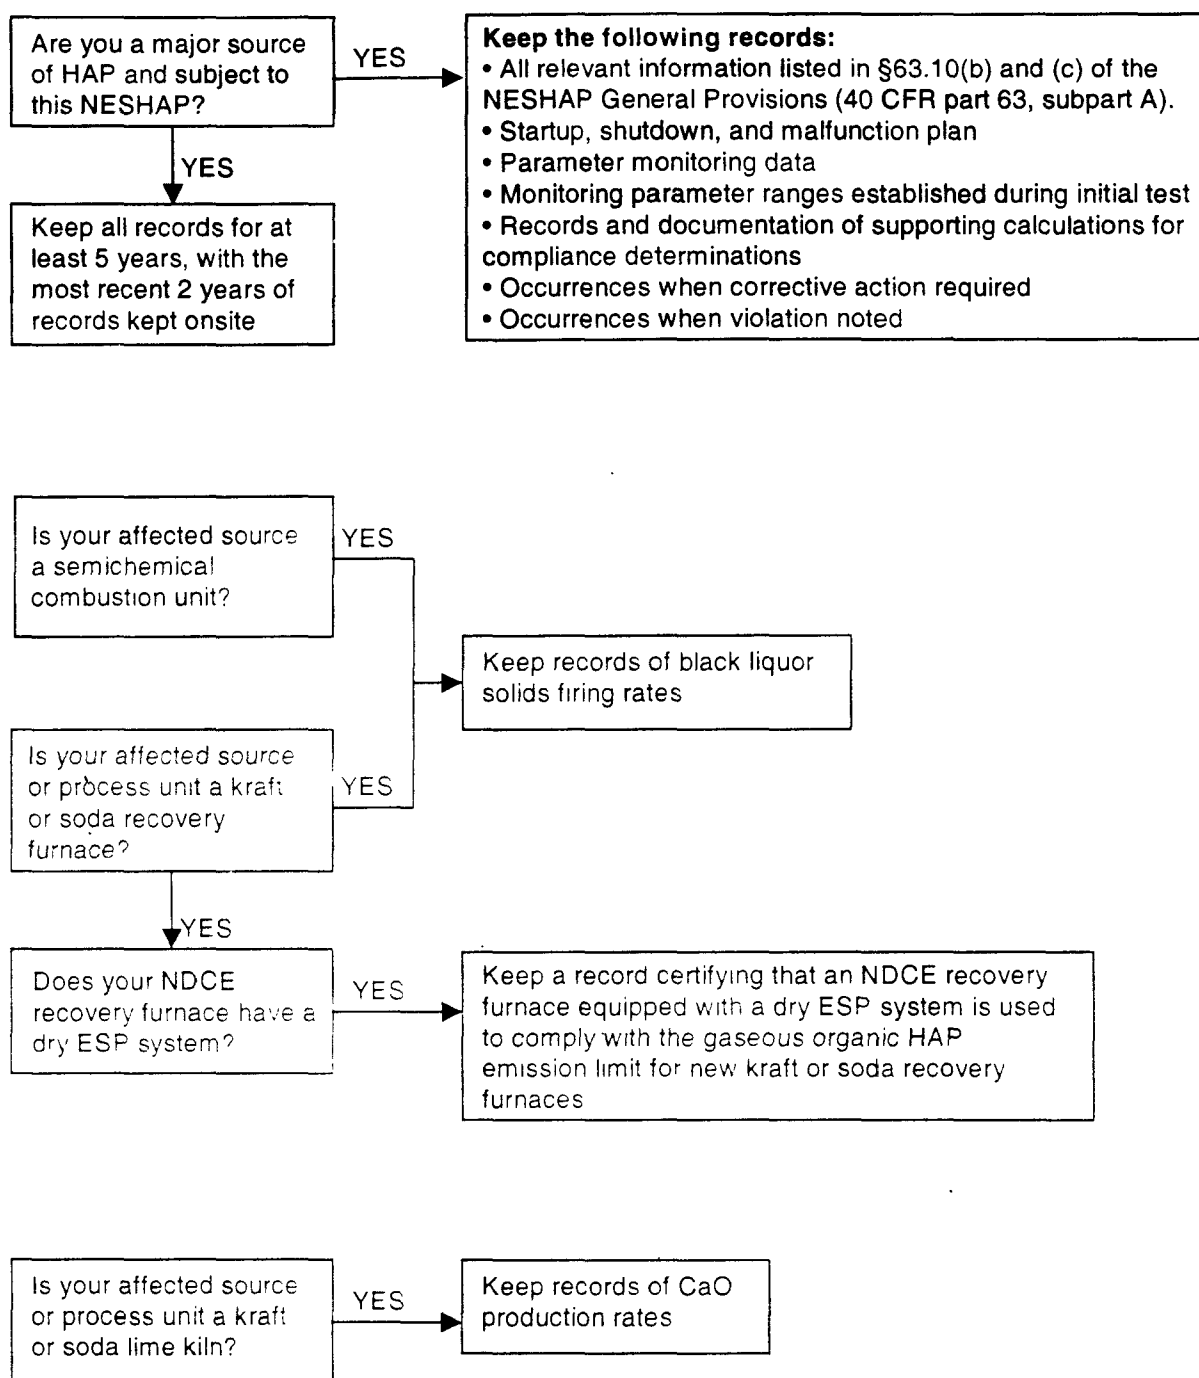 Are you a major source
of HAP and subject to
this NESHAP?
YES
Keep the following records:
• All relevant information listed in §63.10(b) and (c) of the
NESHAP General Provisions (40 CFR part 63, subpart A).
• Startup, shutdown, and malfunction plan
• Parameter monitoring data
• Monitoring parameter ranges established during initial test
• Records and documentation of supporting calculations for
compliance determinations
• Occurrences when corrective action required
• Occurrences when violation noted
YES
Keep all records for at
least 5 years, with the
most recent 2 years of
records kept onsite
Is your affected source
a semichemical
combustion unit?
YES
Keep records of black liquor
solids firing rates
Is your affected source
or process unit a kraft
or soda recovery
furnace?
YES
YES
Does your NDCE
recovery furnace have a
dry ESP system?
YES
Keep a record certifying that an NDCE recovery
furnace equipped with a dry ESP system is used
to comply with the gaseous organic HAP
emission limit for new kraft or soda recovery
furnaces
Is your affected source
or process unit a kraft
or soda lime kiln?
YES
Keep records of CaO
production rates